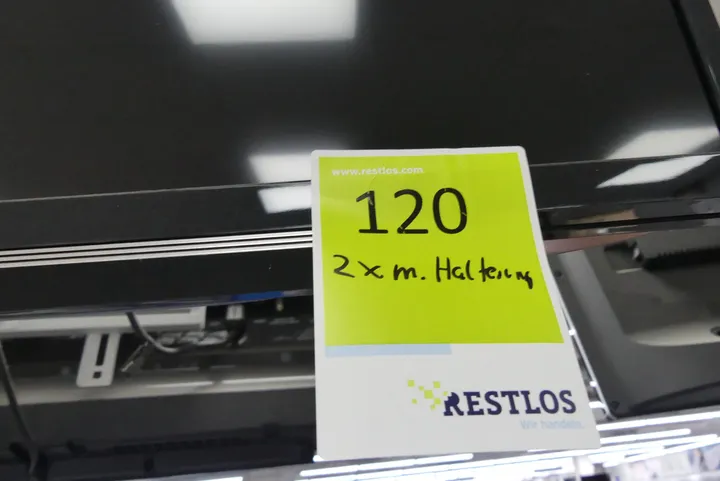 www.restlos.com
120
2x m. Halterung
RESTLOS
Wir handeln.